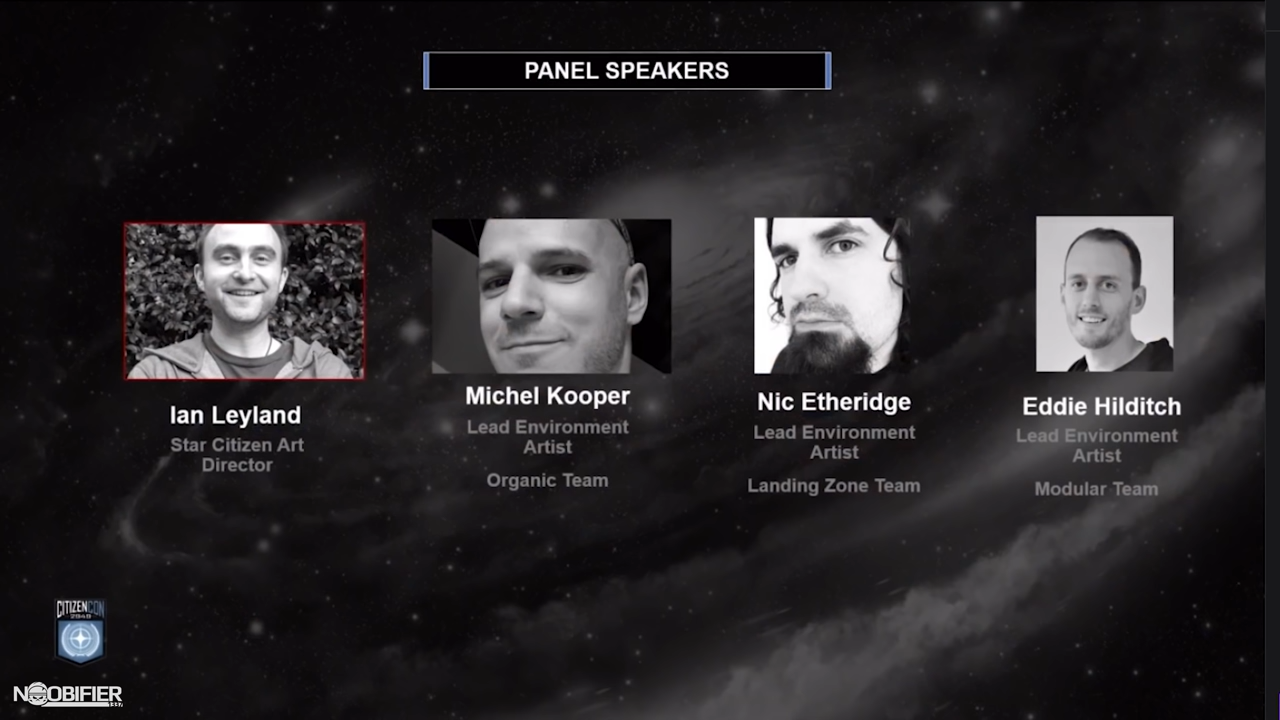 PANEL SPEAKERS
Ian Leyland
Star Citizen Art
Director
Michel Kooper
Lead Environment
Artist
Organic Team
Nic Etheridge
Lead Environment
Artist
Landing Zone Team
Eddie Hilditch
Lead Environment
Artist
Modular Team
CITIZENCON
2949
NOOBIFIER